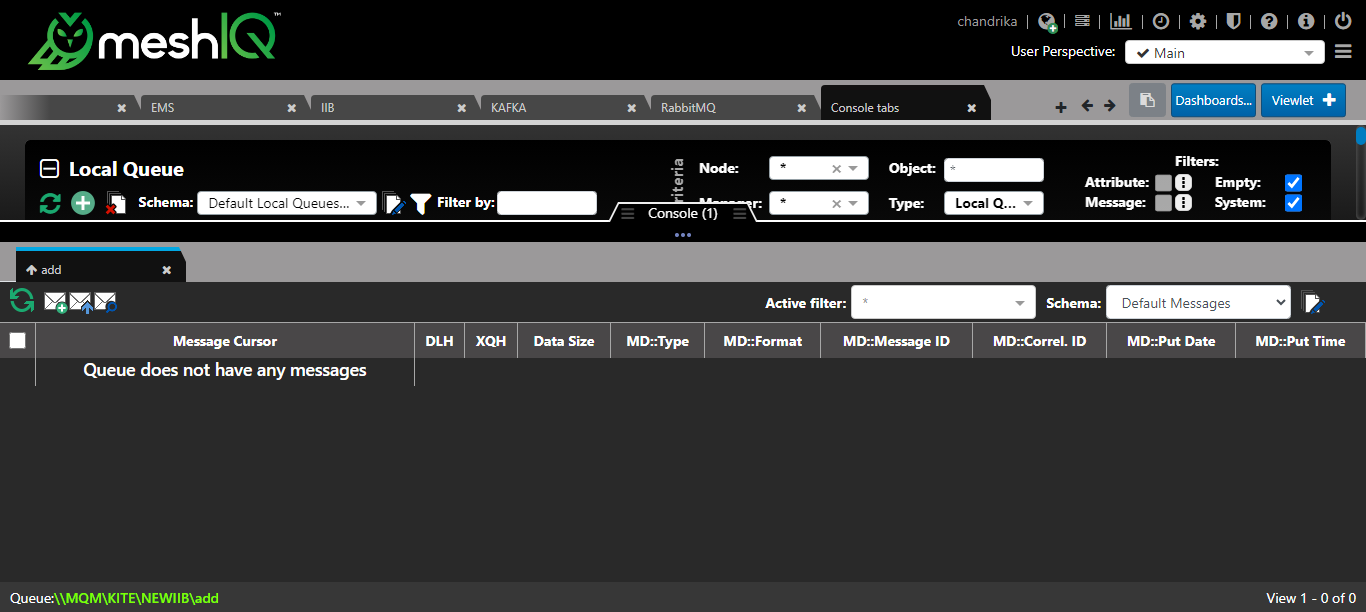 meshIQ™
chandrika
User Perspective: Main
EMS IIB KAFKA RabbitMQ Console tabs
Dashboards... Viewlet
Local Queue
Node: * Object: * Filters:
Attribute: Empty:
Schema: Default Local Queues... Filter by: * Type: Local Q... Message: System:
Console (1)
add
Active filter: * Schema: Default Messages
Message Cursor DLH XQH Data Size MD::Type MD::Format MD::Message ID MD::Correl. ID MD::Put Date MD::Put Time
Queue does not have any messages
Queue:\\MQM\KITE\NEWIIB\add View 1 - 0 of 0